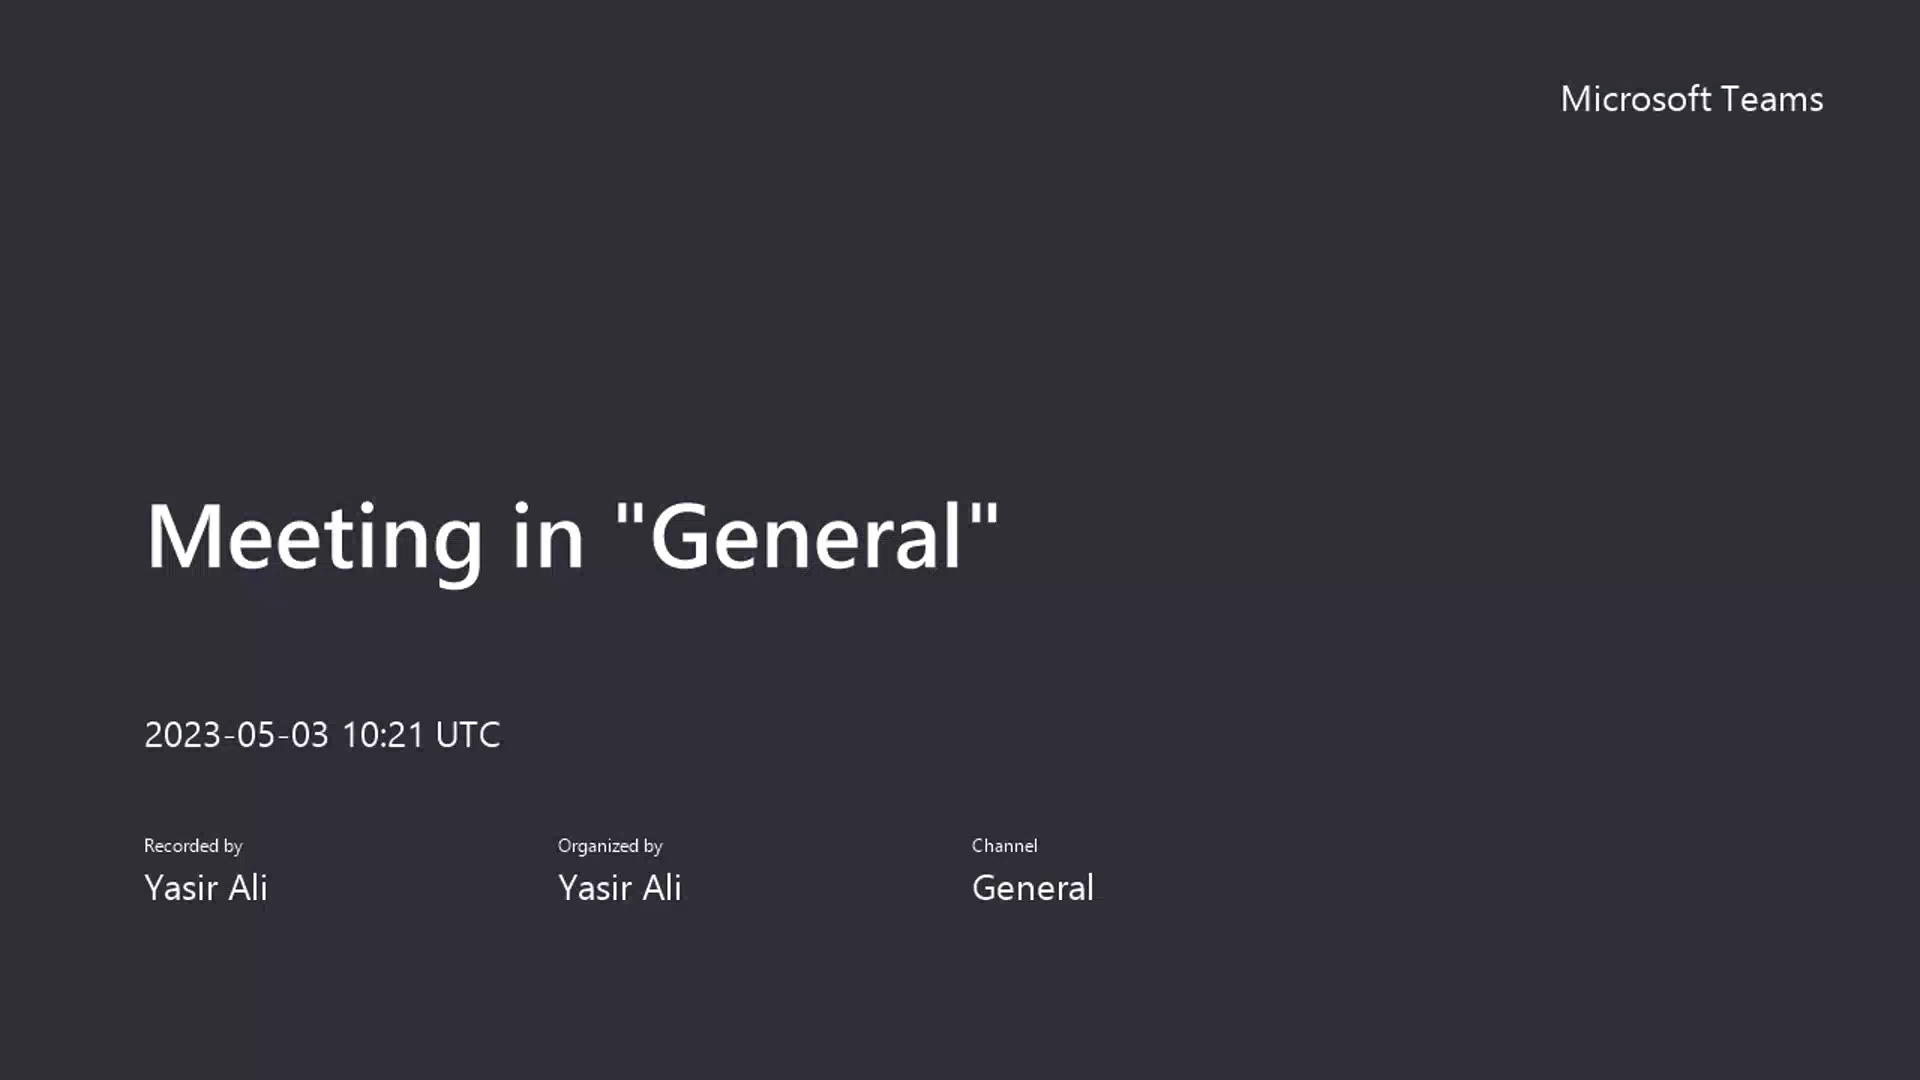 Microsoft Teams
Meeting in "General"
2023-05-03 10:21 UTC
Recorded by
Yasir Ali
Organized by
Yasir Ali
Channel
General